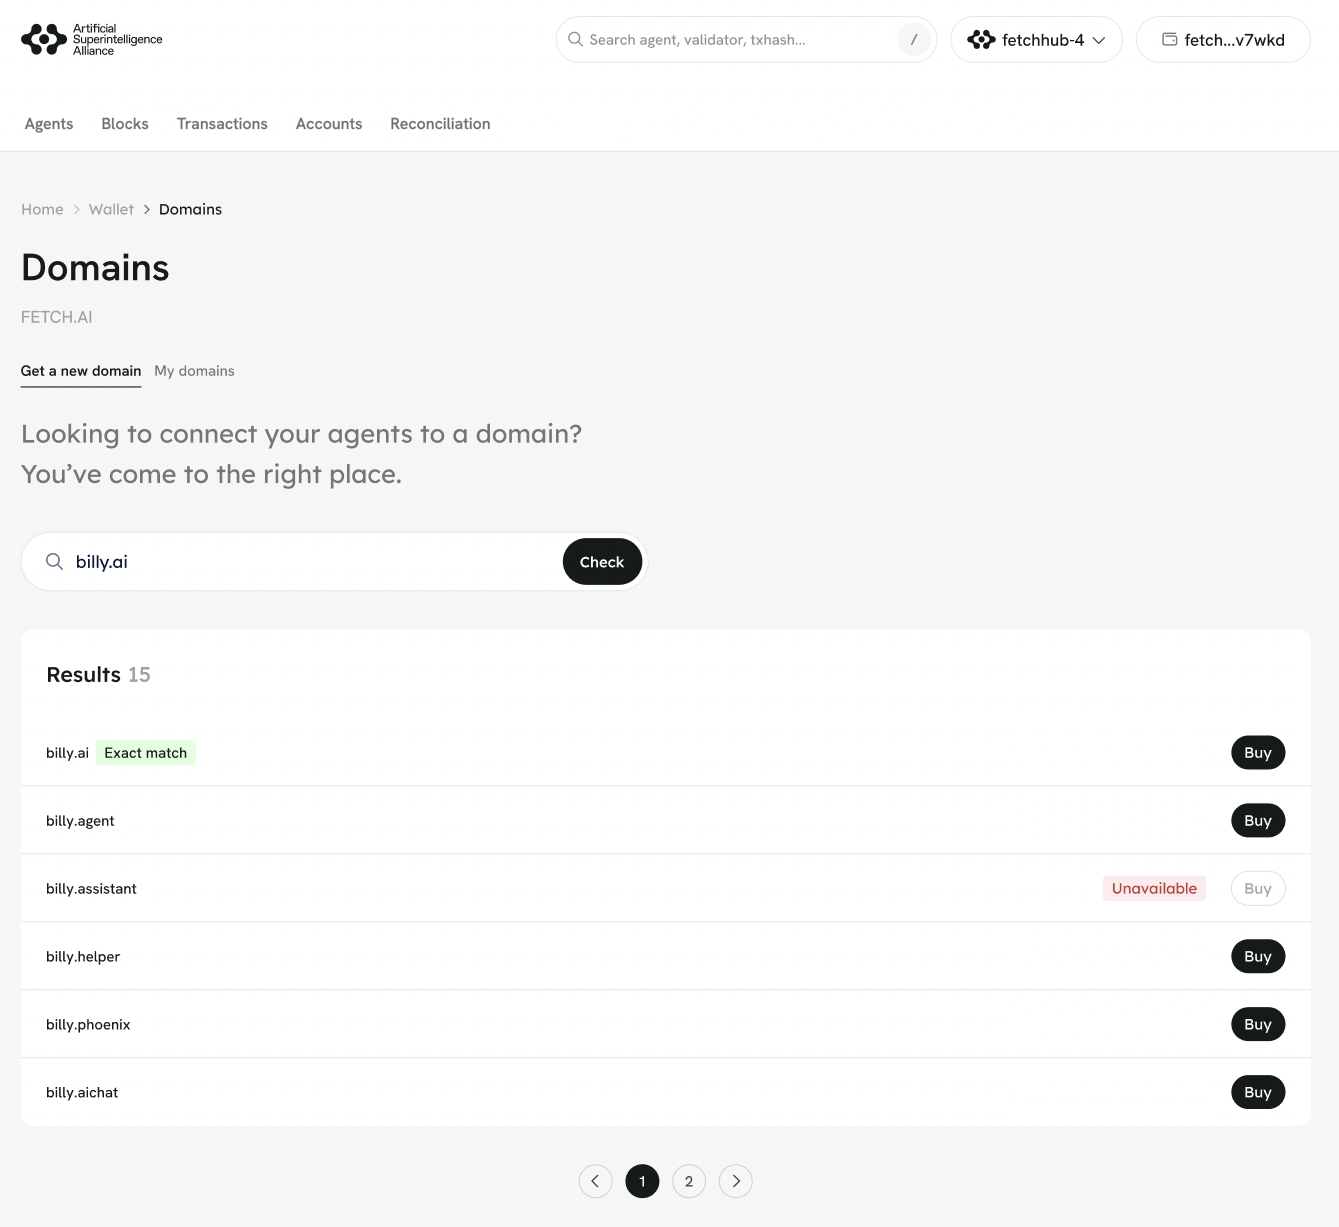 Artificial
Superintelligence
Alliance
Search agent, validator, txhash...
/
fetchhub-4
fetch...v7wkd
Agents Blocks Transactions Accounts Reconciliation
Home Wallet Domains
Domains
FETCH.AI
Get a new domain My domains
Looking to connect your agents to a domain?
You’ve come to the right place.
billy.ai Check
Results 15
billy.ai Exact match Buy
billy.agent Buy
billy.assistant Unavailable Buy
billy.helper Buy
billy.phoenix Buy
billy.aichat Buy
1 2